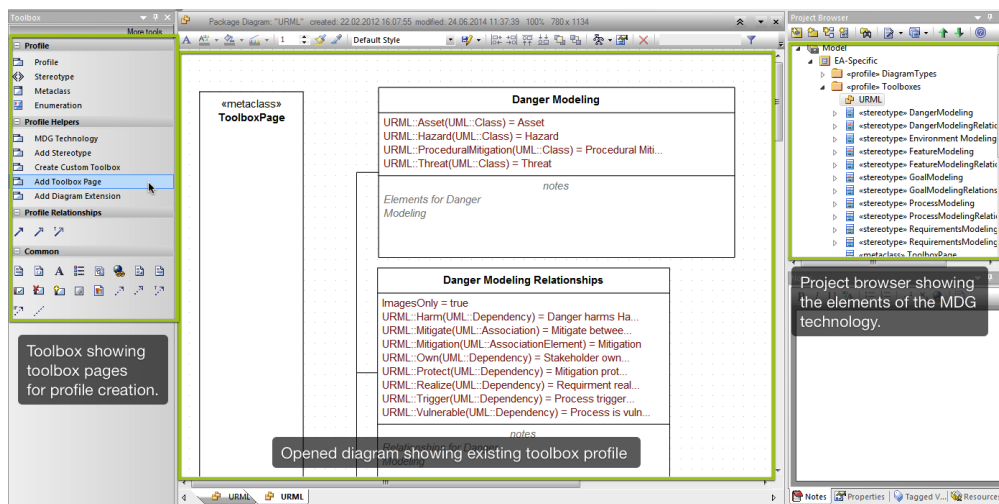 Toolbox
More tools...
Profile
Profile
Stereotype
Metaclass
Enumeration
Profile Helpers
MDG Technology
Add Stereotype
Create Custom Toolbox
Add Toolbox Page
Add Diagram Extension
Profile Relationships
Common
Toolbox showing
toolbox pages
for profile creation.
Package Diagram: "URML" created: 22.02.2012 16:07:55 modified: 24.06.2014 11:37:39 100% 780 x 1134
1
Default Style
«metaclass»
ToolboxPage
Danger Modeling
URML::Asset(UML::Class) = Asset
URML::Hazard(UML::Class) = Hazard
URML::ProceduralMitigation(UML::Class) = Procedural Miti...
URML::Threat(UML::Class) = Threat
notes
Elements for Danger
Modeling
Danger Modeling Relationships
ImagesOnly = true
URML::Harm(UML::Dependency) = Danger harms Ha...
URML::Mitigate(UML::Association) = Mitigate betwee...
URML::Mitigation(UML::AssociationElement) = Mitigation
URML::Own(UML::Dependency) = Stakeholder own...
URML::Protect(UML::Dependency) = Mitigation prot...
URML::Realize(UML::Dependency) = Requirment real...
URML::Trigger(UML::Dependency) = Process trigger...
URML::Vulnerable(UML::Dependency) = Process is vuln...
notes
Relationships for Danger
Modeling
Opened diagram showing existing toolbox profile
URML
URML
Project Browser
Model
EA-Specific
«profile» DiagramTypes
«profile» Toolboxes
URML
«stereotype» DangerModeling
«stereotype» DangerModelingRelatic
«stereotype» Environment Modeling
«stereotype» FeatureModeling
«stereotype» FeatureModelingRelatic
«stereotype» GoalModeling
«stereotype» GoalModelingRelations
«stereotype» ProcessModeling
«stereotype» ProcessModelingRelati
«stereotype» RequirementsModeling
«stereotype» RequirementsModeling
«metaclass» ToolboxPage
Project browser showing
the elements of the MDG
technology.
Notes
Properties
Tagged V...
Resources